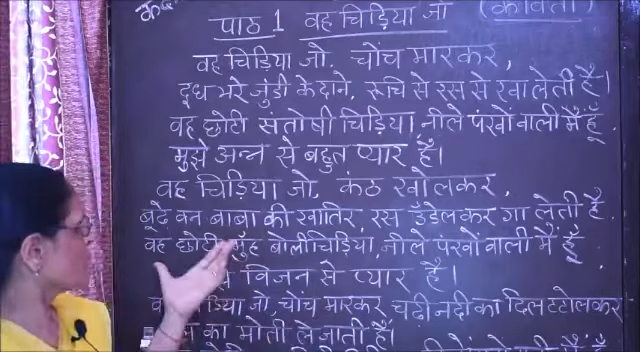 पाठ 1 वह चिड़िया जो (कविता)
वह चिडिया जो. चोंच मारकर,
दूध भरे जुंडी के दाने, रूचि से रस से खा लेती है।
वह छोटी संतोषी चिड़िया, नीले पंखों वाली मैं हूँ.
मुझे अन्न से बहुत प्यार है।
वह चिड़िया जो, कंठ खोलकर,
बूढ़े वन बाबा की खातिर, रस उँडेलकर गा लेती है.
वह छोटी मुँह बोली चिड़िया, नीले पंखों वाली मैं हूँ.
विजन से प्यार है।
जो, चोंच मारकर, चढ़ी नदी का दिल टटोलकर
का मोती ले जाती है।